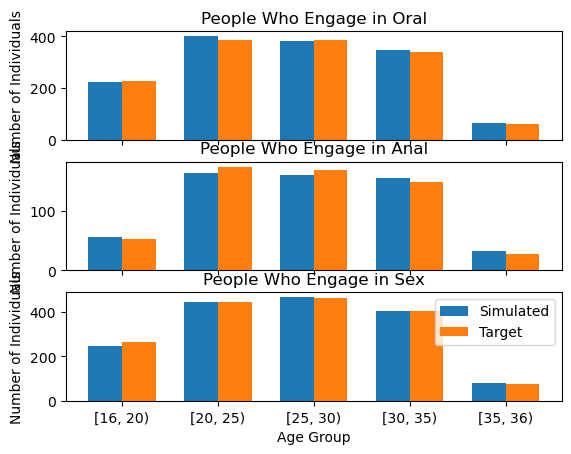 People Who Engage in Oral
Number of Individuals
400
200
0
People Who Engage in Anal
Number of Individuals
100
0
People Who Engage in Sex
Number of Individuals
400
200
0
Simulated
Target
[16, 20)
[20, 25)
[25, 30)
[30, 35)
[35, 36)
Age Group